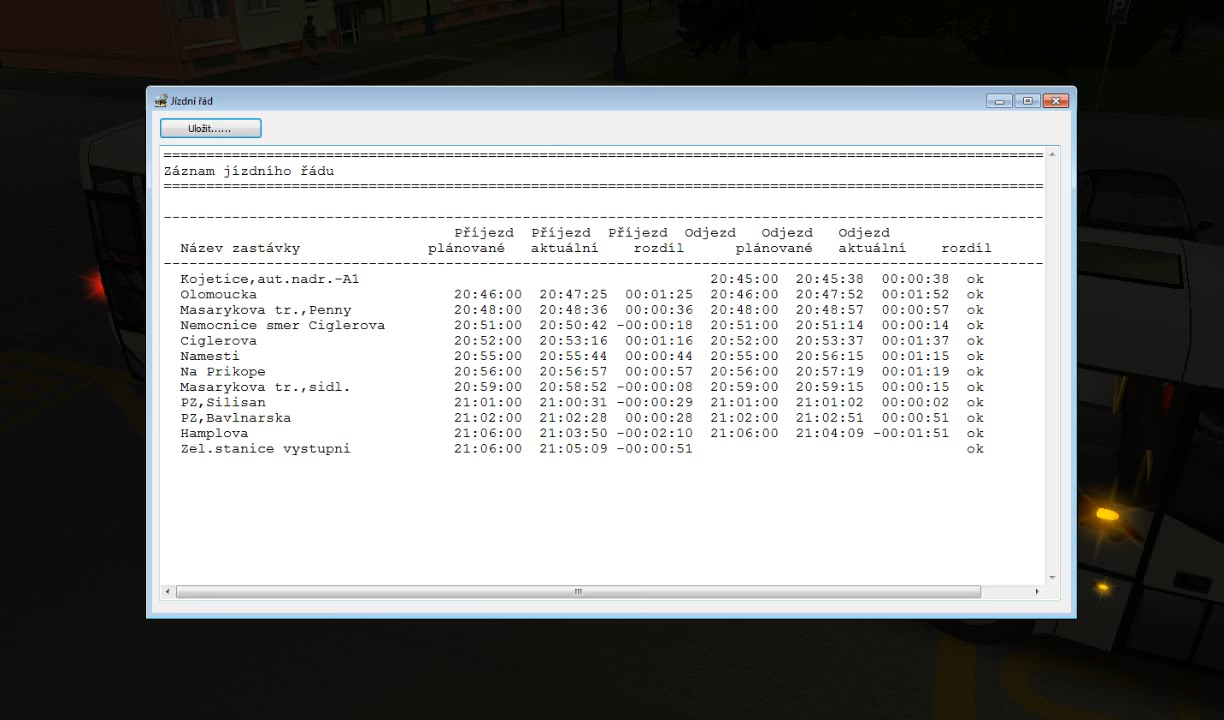 P
Jízdní řád
Uložit......
================================================================================================
Záznam jízdního řádu
================================================================================================
------------------------------------------------------------------------------------------------
Příjezd Příjezd Příjezd Odjezd Odjezd Odjezd
Název zastávky plánované aktuální rozdíl plánované aktuální rozdíl
------------------------------------------------------------------------------------------------
Kojetice,aut.nadr.-A1 20:45:00 20:45:38 00:00:38 ok
Olomoucka 20:46:00 20:47:25 00:01:25 20:46:00 20:47:52 00:01:52 ok
Masarykova tr.,Penny 20:48:00 20:48:36 00:00:36 20:48:00 20:48:57 00:00:57 ok
Nemocnice smer Ciglerova 20:51:00 20:50:42 -00:00:18 20:51:00 20:51:14 00:00:14 ok
Ciglerova 20:52:00 20:53:16 00:01:16 20:52:00 20:53:37 00:01:37 ok
Namesti 20:55:00 20:55:44 00:00:44 20:55:00 20:56:15 00:01:15 ok
Na Prikope 20:56:00 20:56:57 00:00:57 20:56:00 20:57:19 00:01:19 ok
Masarykova tr.,sidl. 20:59:00 20:58:52 -00:00:08 20:59:00 20:59:15 00:00:15 ok
PZ,Silisan 21:01:00 21:00:31 -00:00:29 21:01:00 21:01:02 00:00:02 ok
PZ,Bavlnarska 21:02:00 21:02:28 00:00:28 21:02:00 21:02:51 00:00:51 ok
Hamplova 21:06:00 21:03:50 -00:02:10 21:06:00 21:04:09 -00:01:51 ok
Zel.stanice vystupni 21:06:00 21:05:09 -00:00:51 ok